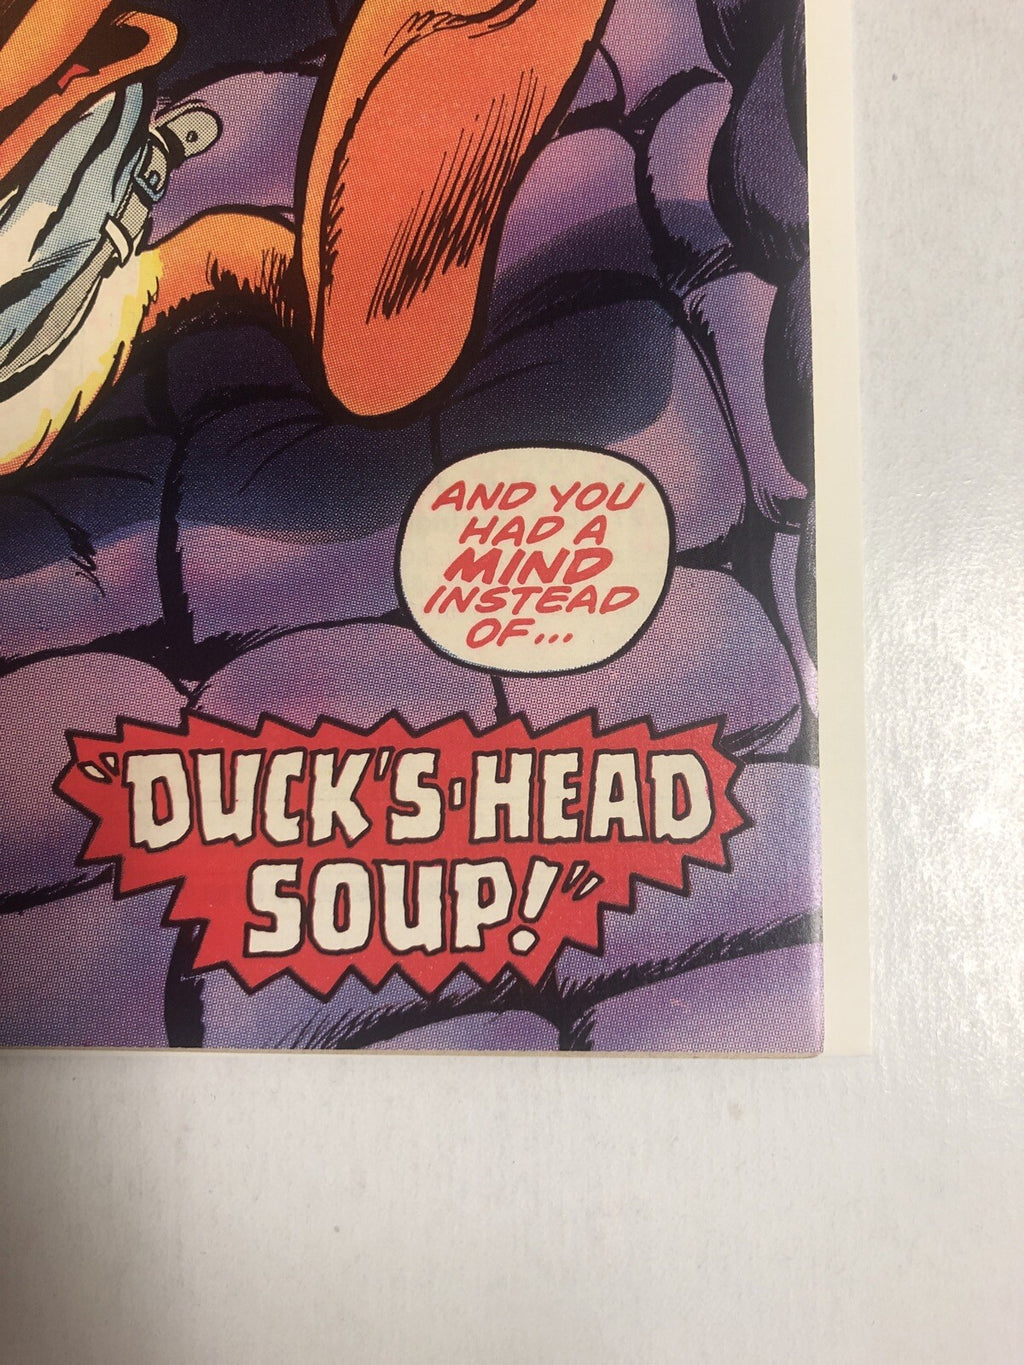 AND YOU
HAD A
MIND
INSTEAD
OF...
"DUCK'S-HEAD
SOUP!"